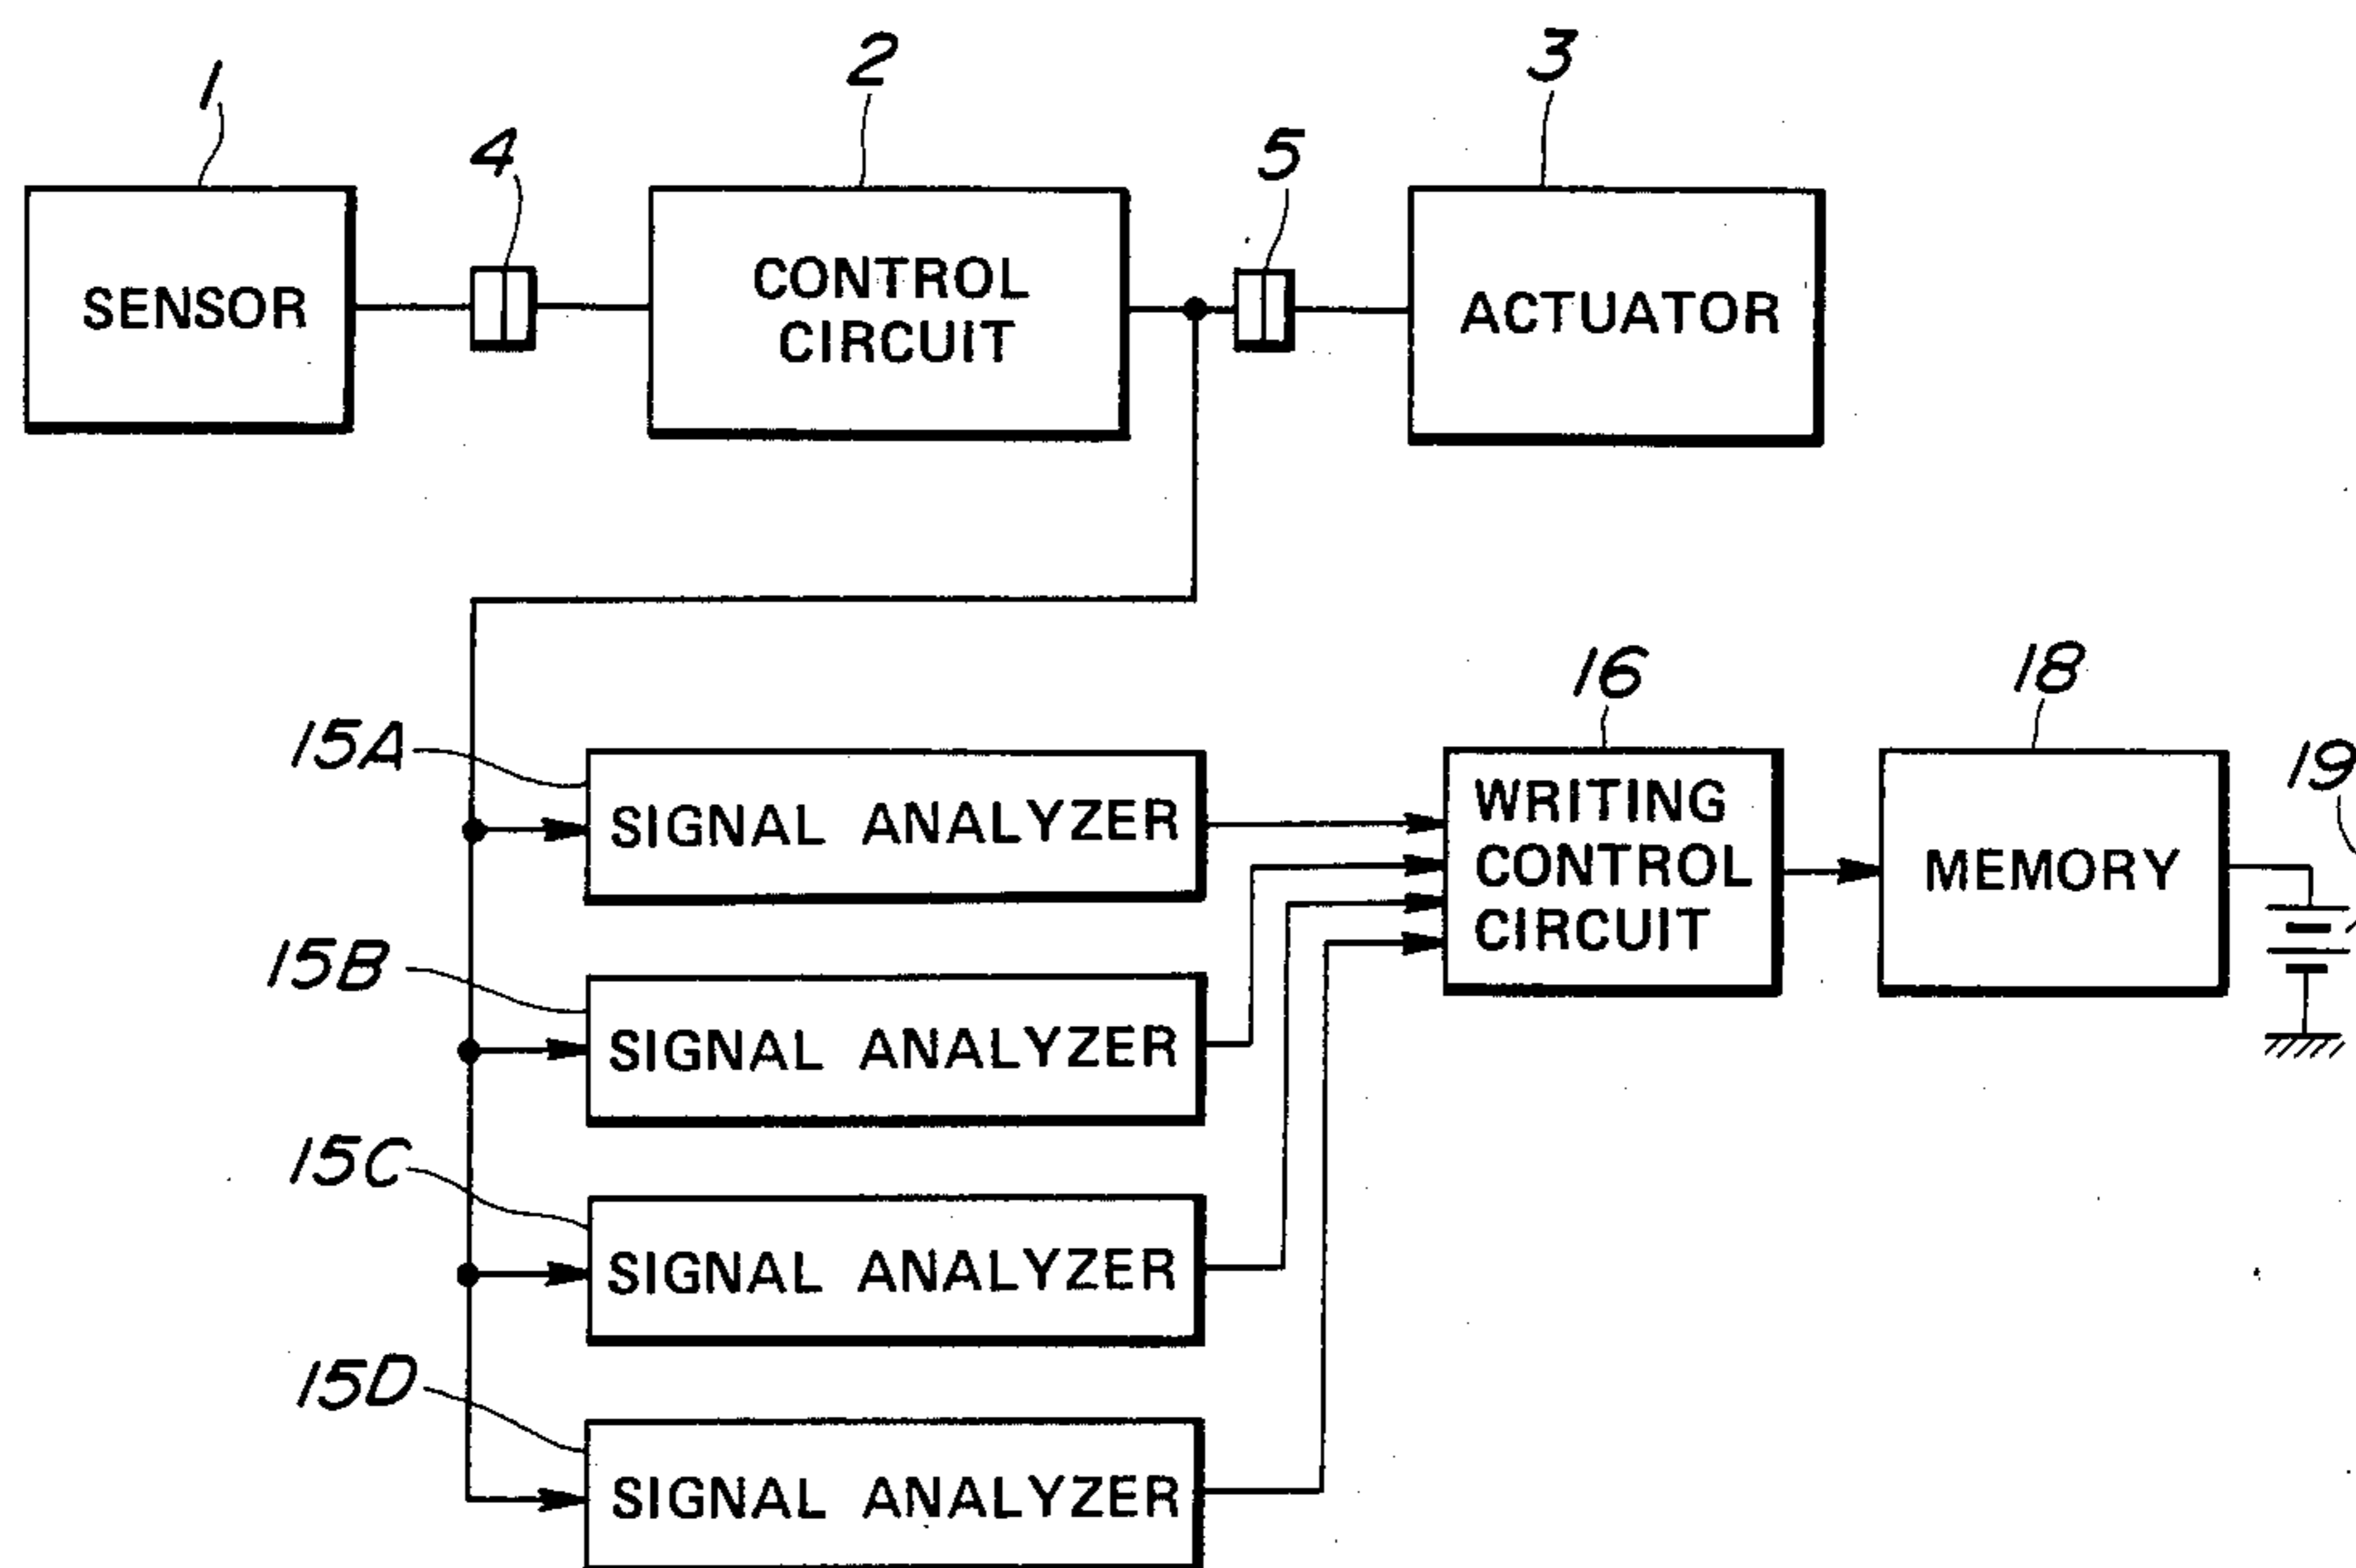 1
2
3
4
5
SENSOR
CONTROL
CIRCUIT
ACTUATOR
16
18
19
15A
SIGNAL ANALYZER
WRITING
CONTROL
CIRCUIT
MEMORY
15B
SIGNAL ANALYZER
15C
SIGNAL ANALYZER
15D
SIGNAL ANALYZER